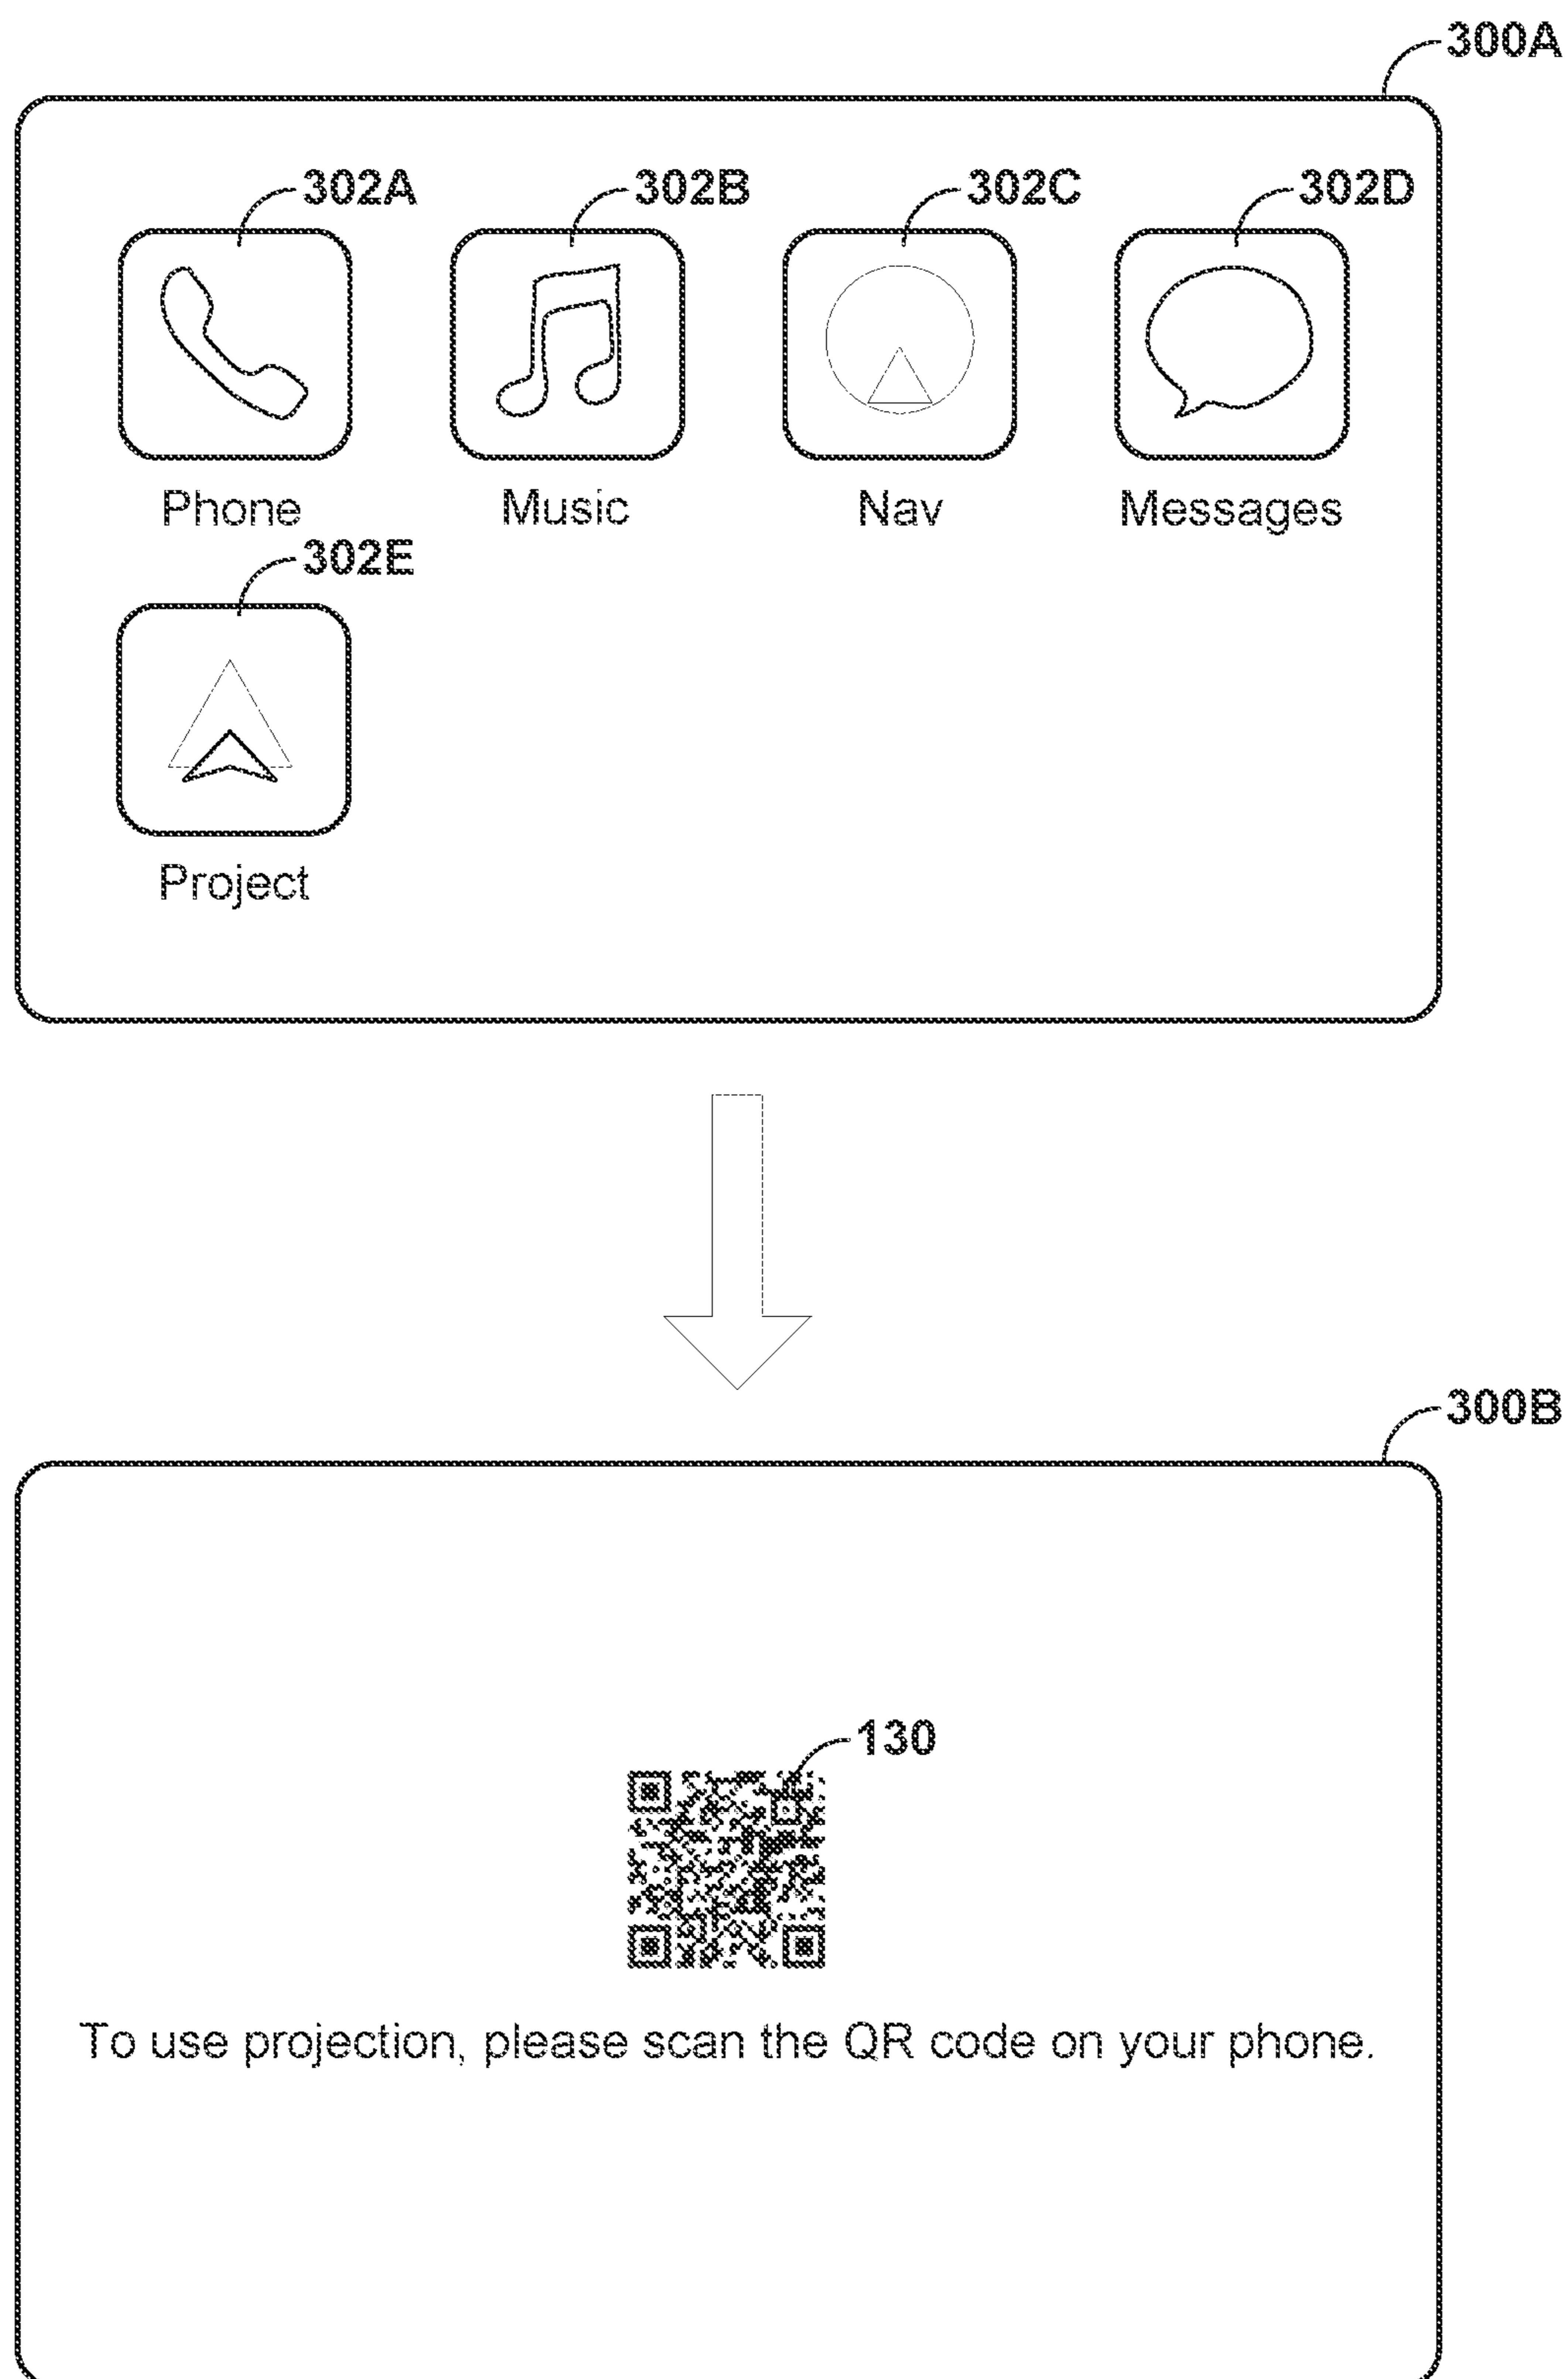 300A
302A 302B 302C 302D
Phone Music Nav Messages
302E
Project
300B
130
To use projection, please scan the QR code on your phone.